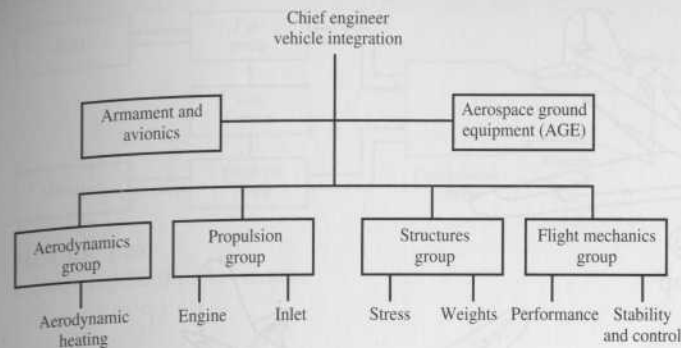 Chief engineer
vehicle integration
Armament and
avionics
Aerospace ground
equipment (AGE)
Aerodynamics
group
Propulsion
group
Structures
group
Flight mechanics
group
Aerodynamic
heating
Engine
Inlet
Stress
Weights
Performance
Stability
and control